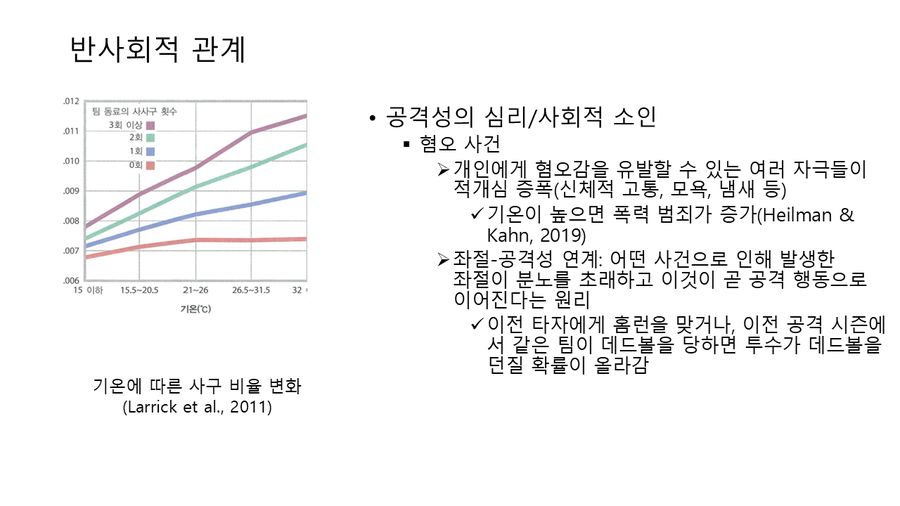 반사회적 관계
.012
.011
.010
.009
.008
.007
.006
팀 동료의 사사구 횟수
3회 이상
2회
1회
0회
15 이하
15.5~20.5
21~26
26.5~31.5
32
기온(℃)
기온에 따른 사구 비율 변화
(Larrick et al., 2011)
• 공격성의 심리/사회적 소인
▪ 혐오 사건
➢개인에게 혐오감을 유발할 수 있는 여러 자극들이
적개심 증폭(신체적 고통, 모욕, 냄새 등)
✓기온이 높으면 폭력 범죄가 증가(Heilman &
Kahn, 2019)
➢좌절-공격성 연계: 어떤 사건으로 인해 발생한
좌절이 분노를 초래하고 이것이 곧 공격 행동으로
이어진다는 원리
✓이전 타자에게 홈런을 맞거나, 이전 공격 시즌에
서 같은 팀이 데드볼을 당하면 투수가 데드볼을
던질 확률이 올라감